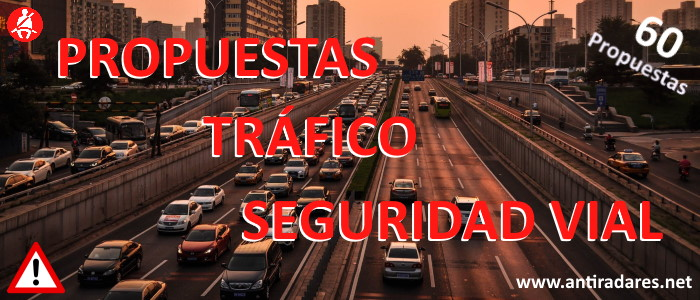 PROPUESTAS
60
Propuestas
TRÁFICO
SEGURIDAD VIAL
www.antiradares.net